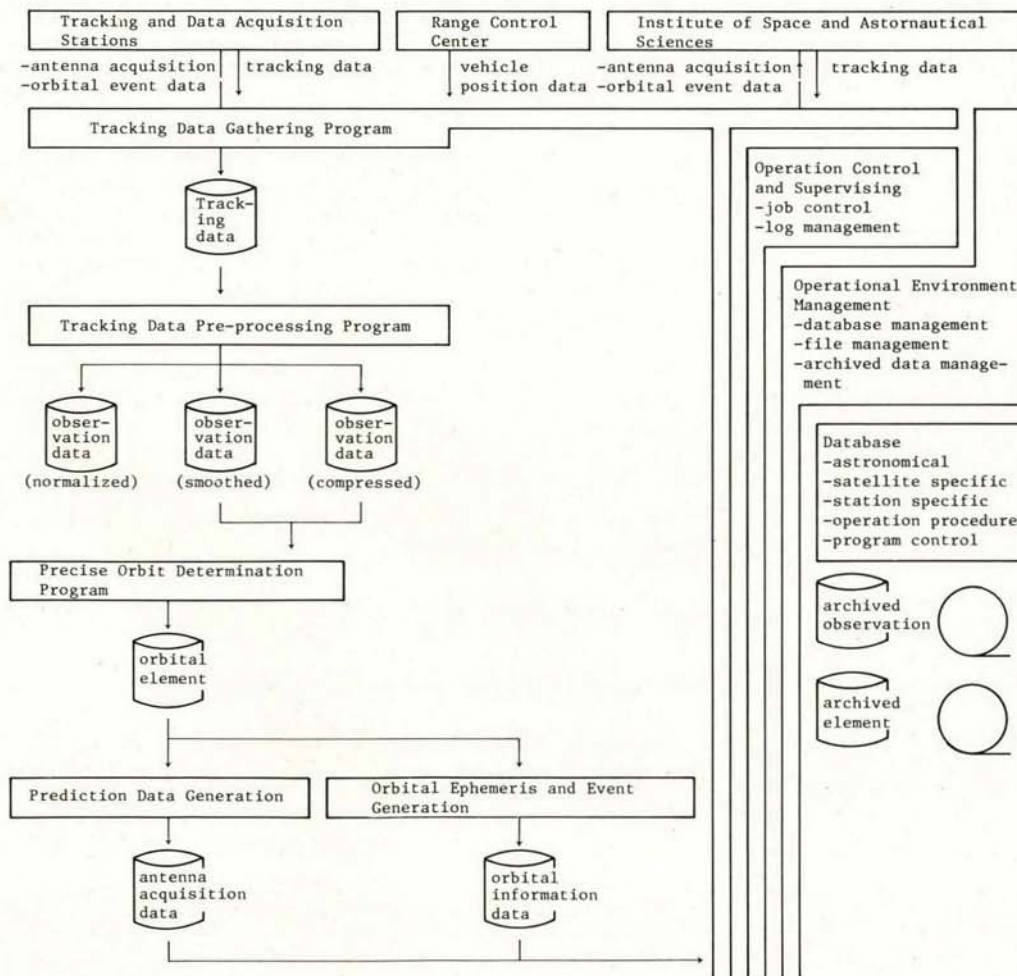 Tracking and Data Acquisition
Stations
Range Control
Center
Institute of Space and Astornautical
Sciences
-antenna acquisition
-orbital event data
tracking data
vehicle
position data
-antenna acquisition
-orbital event data
tracking data
Tracking Data Gathering Program
Track-
ing
data
Operation Control
and Supervising
-job control
-log management
Tracking Data Pre-processing Program
Operational Environment
Management
-database management
-file management
-archived data manage-
ment
obser-
vation
data
(normalized)
obser-
vation
data
(smoothed)
obser-
vation
data
(compressed)
Database
-astronomical
-satellite specific
-station specific
-operation procedure
-program control
Precise Orbit Determination
Program
archived
observation
orbital
element
archived
element
Prediction Data Generation
Orbital Ephemeris and Event
Generation
antenna
acquisition
data
orbital
information
data